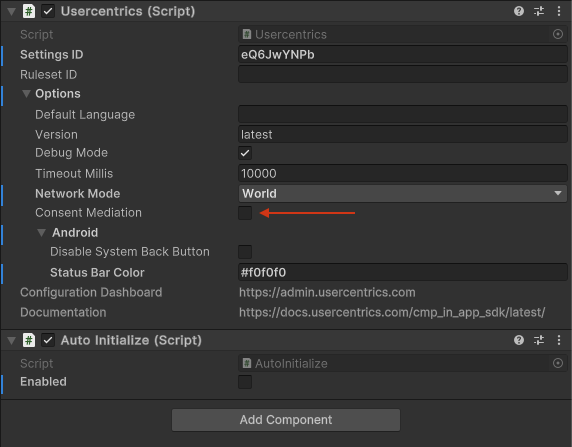 Usercentrics (Script)
Script Usercentrics
Settings ID eQ6JwYNPb
Ruleset ID
Options
Default Language
Version latest
Debug Mode
Timeout Millis 10000
Network Mode World
Consent Mediation
Android
Disable System Back Button
Status Bar Color #f0f0f0
Configuration Dashboard https://admin.usercentrics.com
Documentation https://docs.usercentrics.com/cmp_in_app_sdk/latest/
Auto Initialize (Script)
Script AutoInitialize
Enabled
Add Component